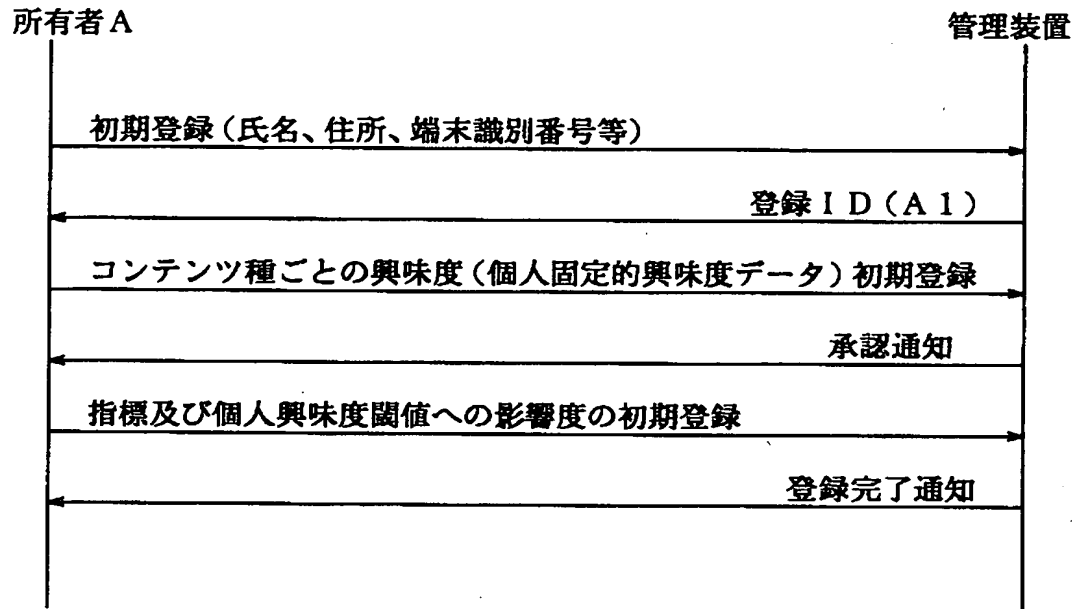 所有者A
管理装置
初期登録（氏名、住所、端末識別番号等）
登録ID（A1）
コンテンツ種ごとの興味度（個人固定的興味度データ）初期登録
承認通知
指標及び個人興味度閾値への影響度の初期登録
登録完了通知